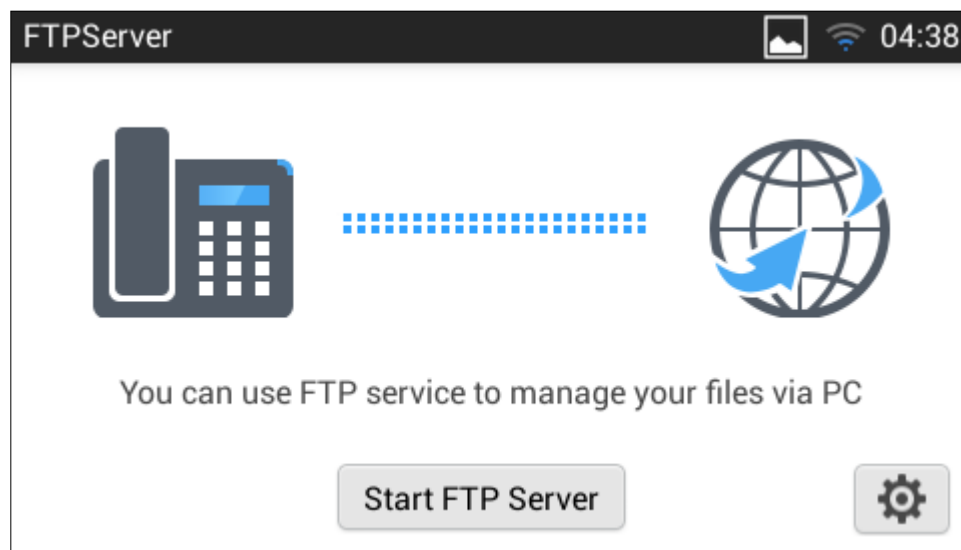 FTPServer 04:38
You can use FTP service to manage your files via PC
Start FTP Server